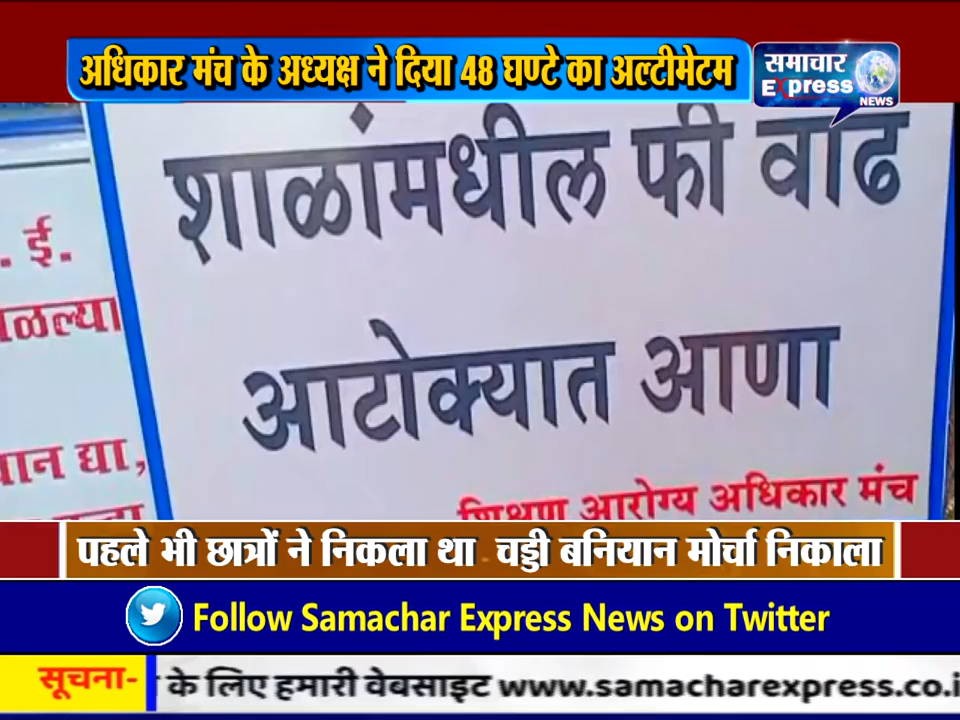 अधिकार मंच के अध्यक्ष ने दिया 48 घण्टे का अल्टीमेटम
समाचार
Express
NEWS
शाळांमधील फी वाढ
. ई.
आटोक्यात आणा
द्या,
शिक्षण आरोग्य अधिकार मंच
पहले भी छात्रों ने निकला था चड्डी बनियान मोर्चा निकाला
Follow Samachar Express News on Twitter
सूचना- के लिए हमारी वेबसाइट www.samacharexpress.co.i